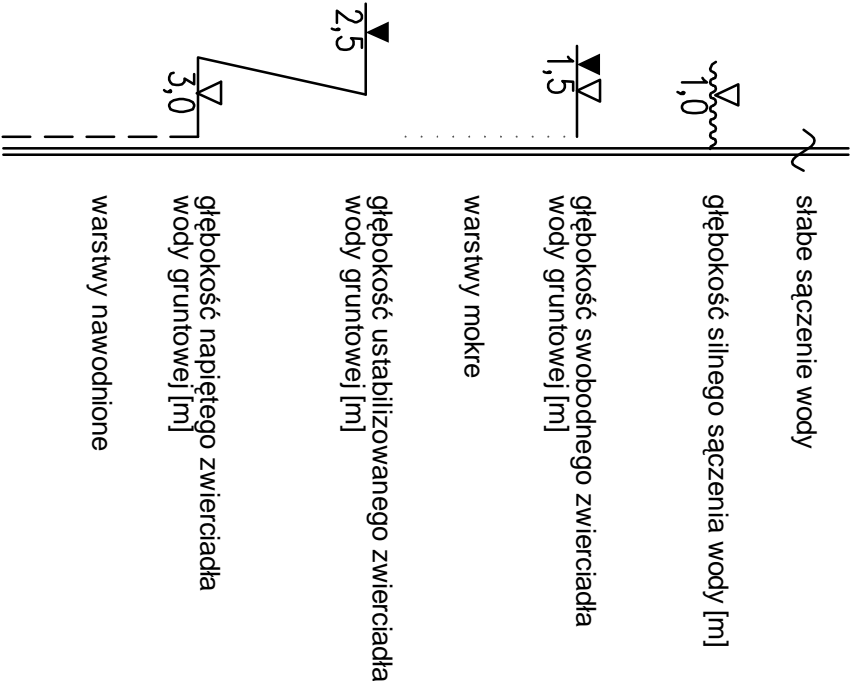 słabe sączenie wody
1,0
głębokość silnego sączenia wody [m]
1,5
głębokość swobodnego zwierciadła
wody gruntowej [m]
warstwy mokre
2,5
głębokość ustabilizowanego zwierciadła
wody gruntowej [m]
3,0
głębokość napiętego zwierciadła
wody gruntowej [m]
warstwy nawodnione